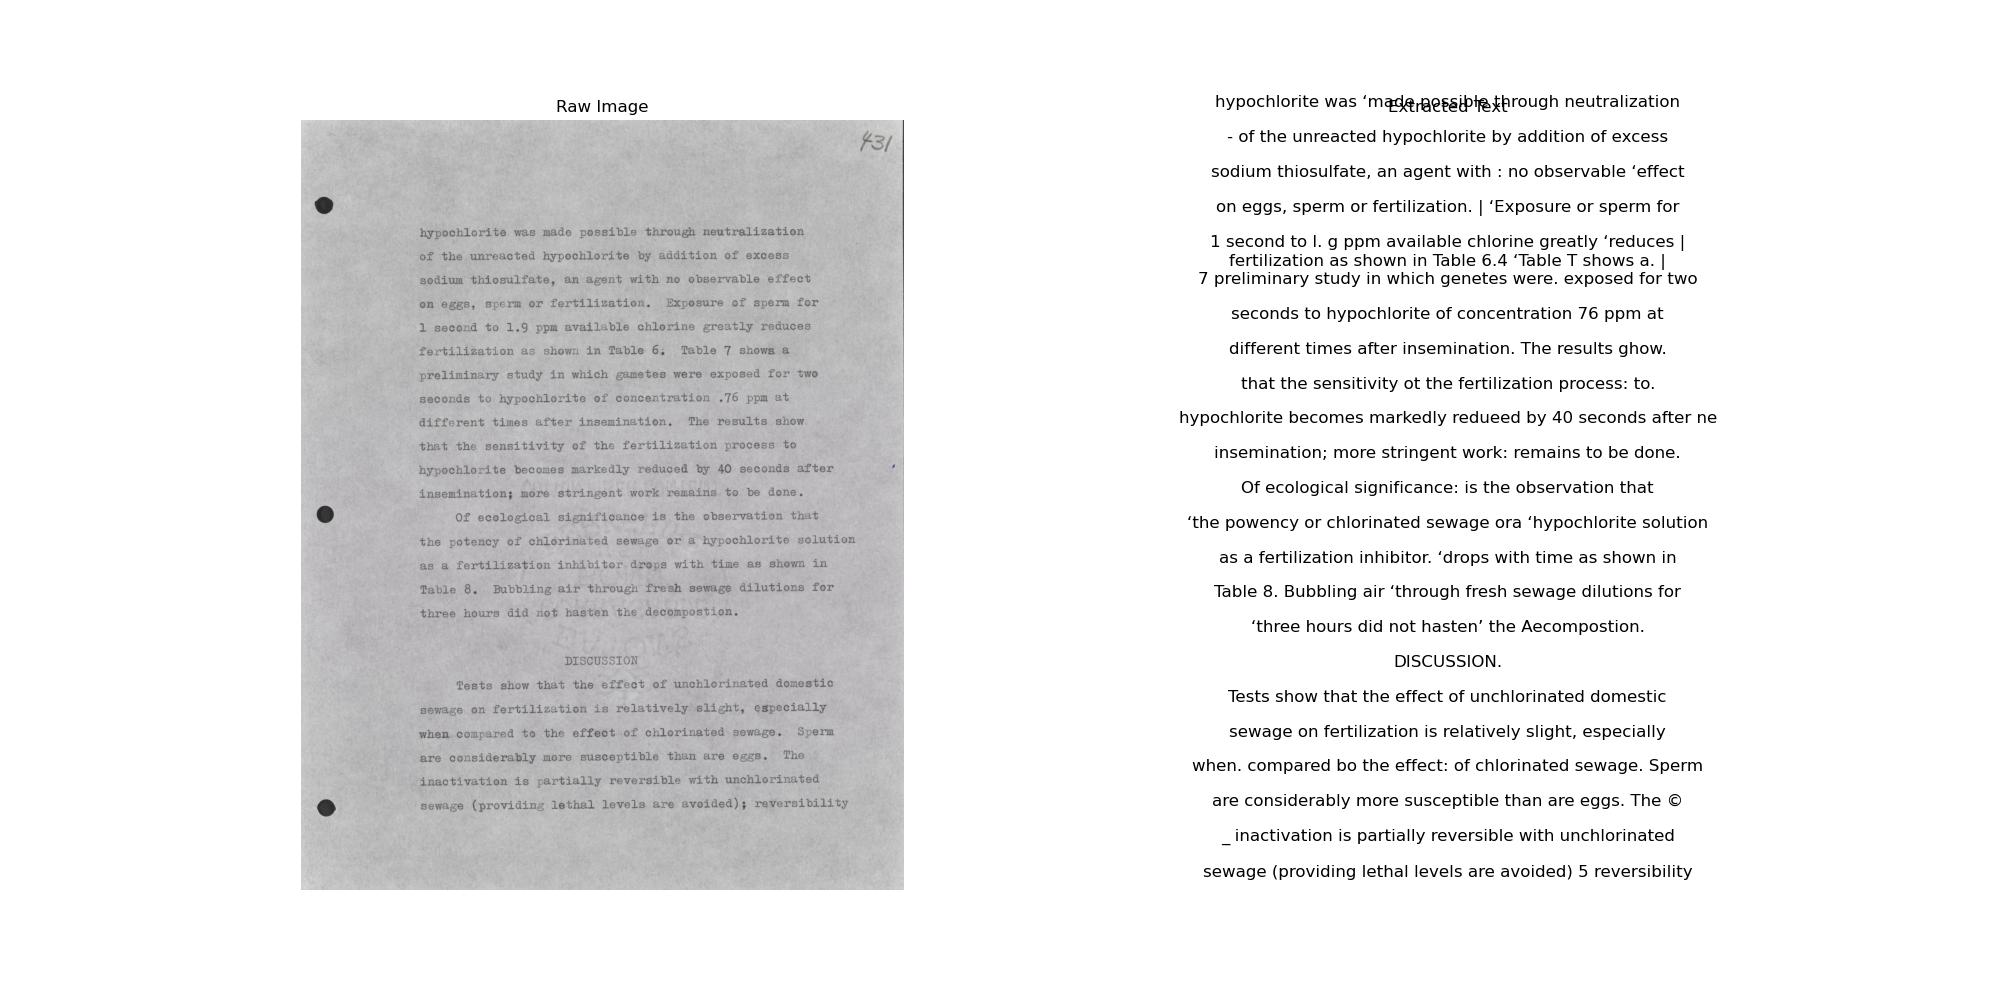 Raw Image
431
hypochlorite was made possible through neutralization
of the unreacted hypochlorite by addition of excess
sodium thiosulfate, an agent with no observable effect
on eggs, sperm or fertilization. Exposure of sperm for
1 second to 1.9 ppm available chlorine greatly reduces
fertilization as shown in Table 6. Table 7 shows a
preliminary study in which gametes were exposed for two
seconds to hypochlorite of concentration .76 ppm at
different times after insemination. The results show
that the sensitivity of the fertilization process to
hypochlorite becomes markedly reduced by 40 seconds after
insemination; more stringent work remains to be done.
Of ecological significance is the observation that
the potency of chlorinated sewage or a hypochlorite solution
as a fertilization inhibitor drops with time as shown in
Table 8. Bubbling air through fresh sewage dilutions for
three hours did not hasten the decompostion.
DISCUSSION
Tests show that the effect of unchlorinated domestic
sewage on fertilization is relatively slight, especially
when compared to the effect of chlorinated sewage. Sperm
are considerably more susceptible than are eggs. The
inactivation is partially reversible with unchlorinated
sewage (providing lethal levels are avoided); reversibility
Extracted Text
hypochlorite was ‘made possible through neutralization
- of the unreacted hypochlorite by addition of excess
sodium thiosulfate, an agent with : no observable ‘effect
on eggs, sperm or fertilization. | ‘Exposure or sperm for
1 second to l. g ppm available chlorine greatly ‘reduces |
fertilization as shown in Table 6.4 ‘Table T shows a. |
7 preliminary study in which genetes were. exposed for two
seconds to hypochlorite of concentration 76 ppm at
different times after insemination. The results ghow.
that the sensitivity ot the fertilization process: to.
hypochlorite becomes markedly redueed by 40 seconds after ne
insemination; more stringent work: remains to be done.
Of ecological significance: is the observation that
‘the powency or chlorinated sewage ora ‘hypochlorite solution
as a fertilization inhibitor. ‘drops with time as shown in
Table 8. Bubbling air ‘through fresh sewage dilutions for
‘three hours did not hasten’ the Aecompostion.
DISCUSSION.
Tests show that the effect of unchlorinated domestic
sewage on fertilization is relatively slight, especially
when. compared bo the effect: of chlorinated sewage. Sperm
are considerably more susceptible than are eggs. The ©
_ inactivation is partially reversible with unchlorinated
sewage (providing lethal levels are avoided) 5 reversibility